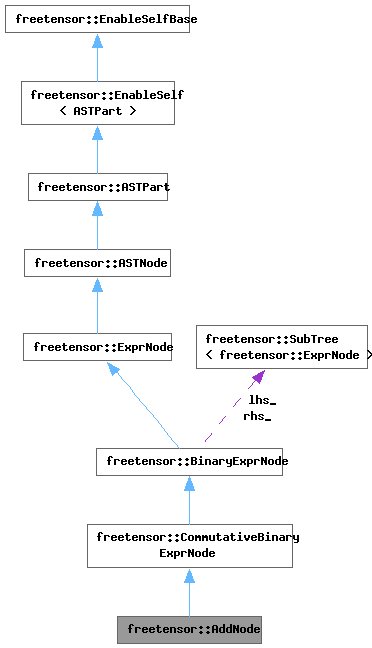 freetensor::EnableSelfBase
freetensor::EnableSelf
< ASTPart >
freetensor::ASTPart
freetensor::ASTNode
freetensor::ExprNode
freetensor::SubTree
< freetensor::ExprNode >
lhs_
rhs_
freetensor::BinaryExprNode
freetensor::CommutativeBinary
ExprNode
freetensor::AddNode